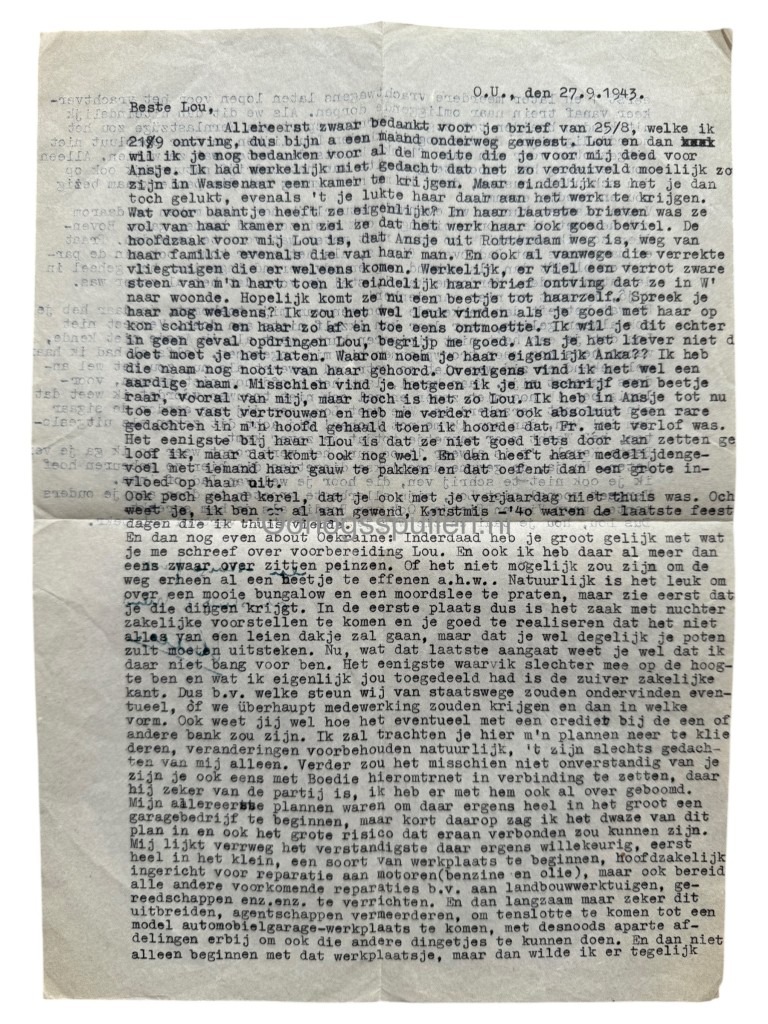 O.U., den 27.9.1943.
Beste Lou,
Allereerst zwaar bedankt voor je brief van 25/8, welke ik
21/9 ontving, dus bijn a een maand onderweg geweest. Lou en dan
wil ik je nog bedanken voor al de moeite die je voor mij deed voor
Ansje. Ik had werkelijk niet gedacht dat het zo verduiveld moeilijk zo
zijn in Wassenaar een kamer te krijgen. Maar eindelijk is het je dan
toch gelukt, evenals 't je lukte haar daar aan het werk te krijgen.
Wat voor baantje heeft ze eigenlijk? In haar laatste brieven was ze
vol van haar kamer en zei ze dat het werk haar ook goed beviel. De
hoofdzaak voor mij Lou is, dat Ansje uit Rotterdam weg is, weg van
haar familie evenals die van haar man. En ook al vanwege die verrekte
vliegtuigen die er weleens komen. Werkelijk, er viel een verrot zware
steen van m'n hart toen ik eindelijk haar brief ontving dat ze in W'
naar woonde. Hopelijk komt ze nu een beetje tot haarzelf. Spreek je
haar nog weleens? Ik zou het wel leuk vinden als je goed met haar op
kon schiten en haar zo af en toe eens ontmoette. Ik wil je dit echter
in geen geval opdringen Lou, begrijp me goed. Als je het liever niet d
doet moet je het laten. Waarom noem je haar eigenlijk Anka?? Ik heb
die naam nog nooit van haar gehoord. Overigens vind ik het wel een
aardige naam. Misschien vind je hetgeen ik je nu schrijf een beetje
raar, vooral van mij, maar toch is het zo Lou. Ik heb in Ansje tot nu
toe een vast vertrouwen en heb me verder dan ook absoluut geen rare
gedachten in m'n hoofd gehaald toen ik hoorde dat Fr. met verlof was.
Het eenigste bij haar lLou is dat ze niet goed iets door kan zetten ge
loof ik, maar dat komt ook nog wel. En dan heeft haar medelijdenge-
voel met iemand haar gauw te pakken en dat oefent dan een grote in-
vloed op haar uit.
Ook pech gehad kerel, dat je ook met je verjaardag niet thuis was. Och
weet je, ik ben er al aan gewend, Kerstmis -'40 waren de laatste feest
dagen die ik thuis vierde.
©oorlogsspullen.nl
En dan nog even about Oekraine: Inderdaad heb je groot gelijk met wat
je me schreef over voorbereiding Lou. En ook ik heb daar al meer dan
eens zwaar over zitten peinzen. Of het niet mogelijk zou zijn om de
weg erheen al een beetje te effenen a.h.w.. Natuurlijk is het leuk om
over een mooie bungalow en een moordslee te praten, maar zie eerst dat
je die dingen krijgt. In de eerste plaats dus is het zaak met nuchter
zakelijke voorstellen te komen en je goed te realiseren dat het niet
alles van een leien dakje zal gaan, maar dat je wel degelijk je poten
zult moeten uitsteken. Nu, wat dat laatste aangaat weet je wel dat ik
daar niet bang voor ben. Het eenigste waarvik slechter mee op de hoog-
te ben en wat ik eigenlijk jou toegedeeld had is de zuiver zakelijke
kant. Dus b.v. welke steun wij van staatswege zouden ondervinden even-
tueel, óf we überhaupt medewerking zouden krijgen en dan in welke
vorm. Ook weet jij wel hoe het eventueel met een crediet bij de een of
andere bank zou zijn. Ik zal trachten je hier m'n plannen neer te klie
deren, veranderingen voorbehouden natuurlijk, 't zijn slechts gedach-
ten van mij alleen. Verder zou het misschien niet onverstandig van je
zijn je ook eens met Boedie hieromtrnet in verbinding te zetten, daar
hij zeker van de partij is, ik heb er met hem ook al over geboomd.
Mijn allereerste plannen waren om daar ergens heel in het groot een
garagebedrijf te beginnen, maar kort daarop zag ik het dwaze van dit
plan in en ook het grote risico dat eraan verbonden zou kunnen zijn.
Mij lijkt verrweg het verstandigste daar ergens willekeurig, eerst
heel in het klein, een soort van werkplaats te beginnen, Hoofdzakelijk
ingericht voor reparatie aan motoren(benzine en olie), maar ook bereid
alle andere voorkomende reparaties b.v. aan landbouwwerktuigen, ge-
reedschappen enz.enz. te verrichten. En dan langzaam maar zeker dit
uitbreiden, agentschappen vermeerderen, om tenslotte te komen tot een
model automobielgarage-werkplaats te komen, met desnoods aparte af-
delingen erbij om ook die andere dingetjes te kunnen doen. En dan niet
alleen beginnen met dat werkplaatsje, maar dan wilde ik er tegelijk